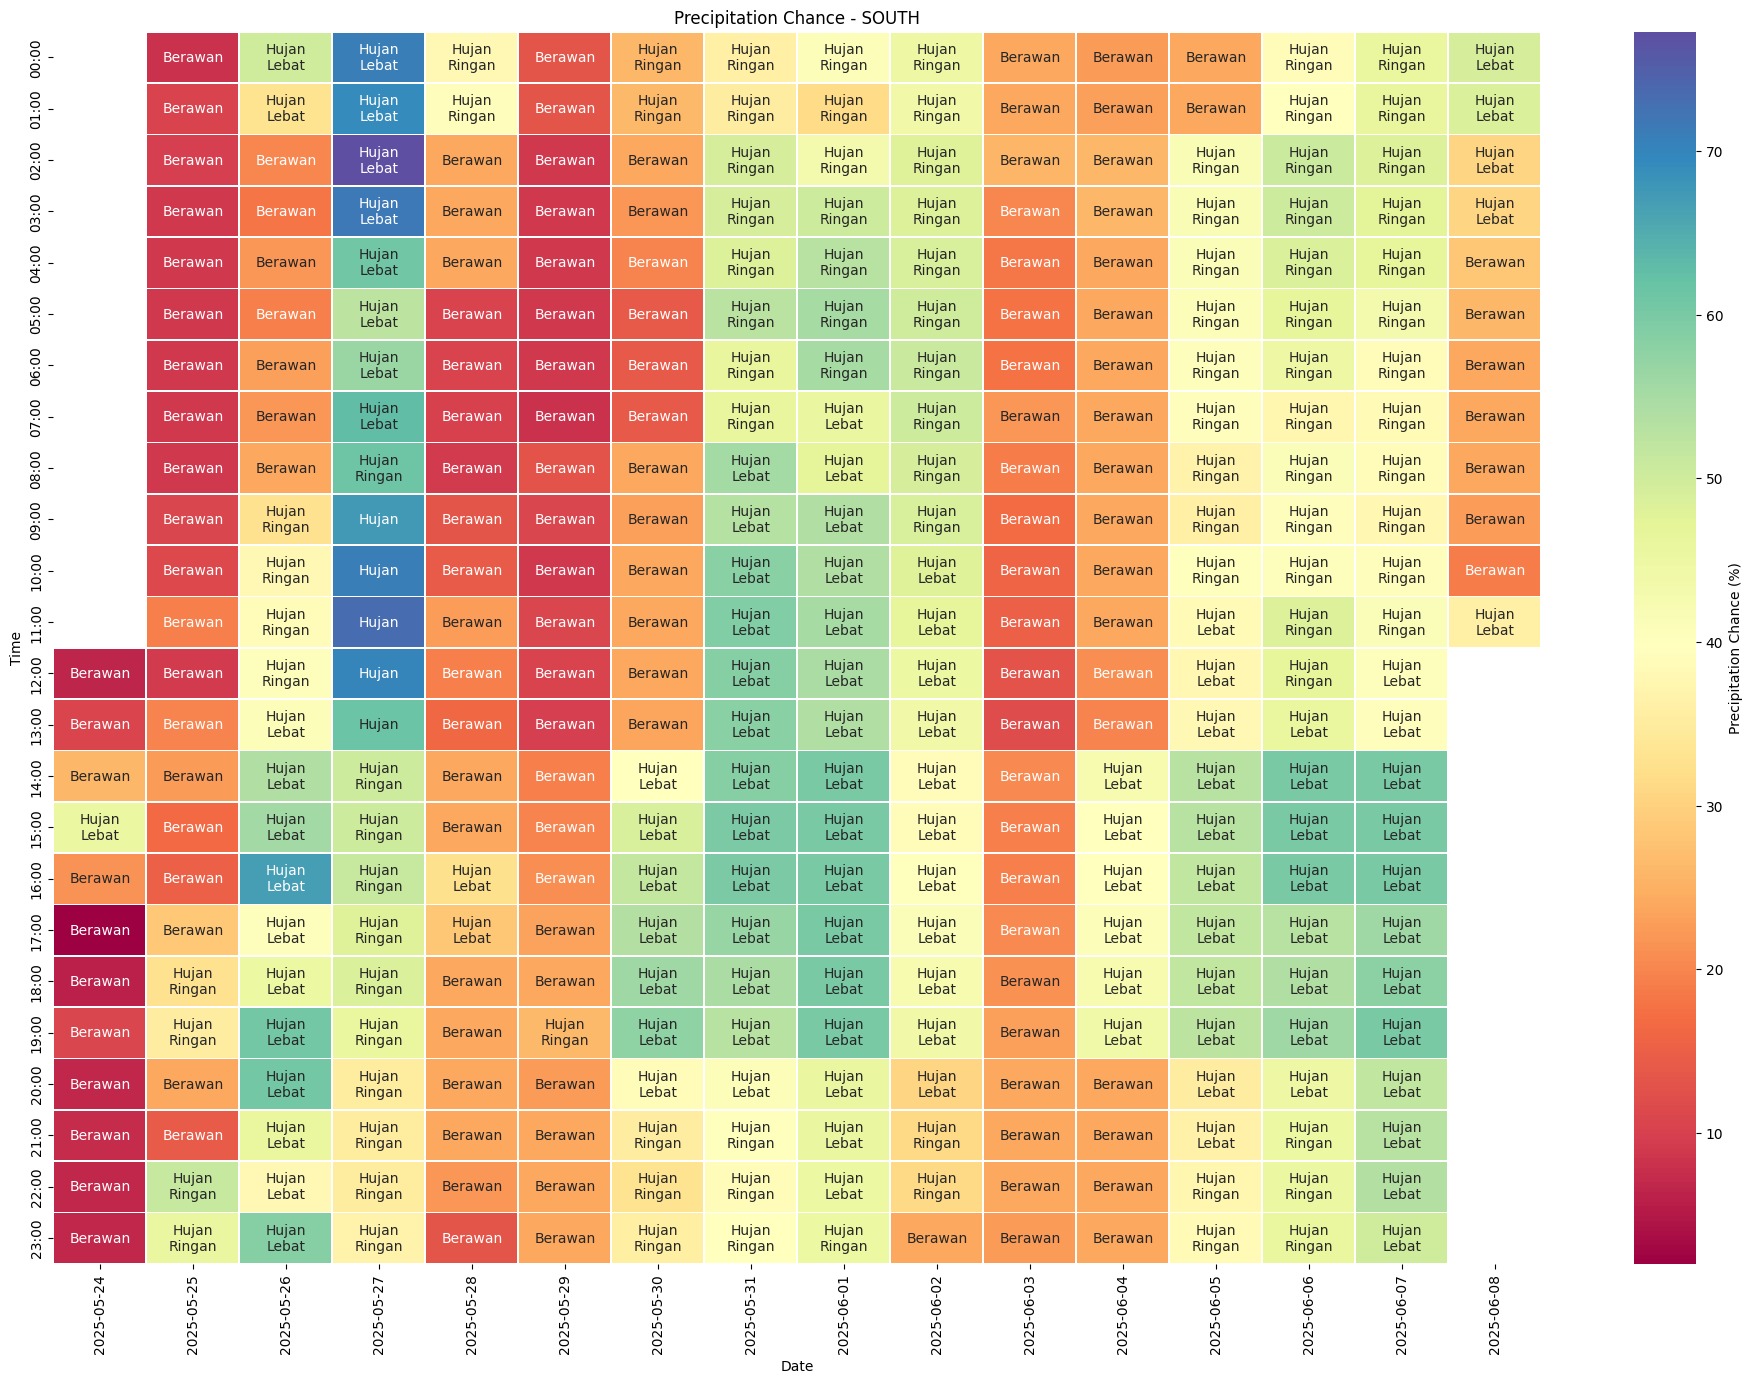 Precipitation Chance - SOUTH
00:00 Berawan Hujan Lebat Hujan Lebat Hujan Ringan Berawan Hujan Ringan Hujan Ringan Hujan Ringan Hujan Ringan Berawan Berawan Berawan Hujan Ringan Hujan Ringan Hujan Lebat
01:00 Berawan Hujan Lebat Hujan Lebat Hujan Ringan Berawan Hujan Ringan Hujan Ringan Hujan Ringan Hujan Ringan Berawan Berawan Berawan Hujan Ringan Hujan Ringan Hujan Lebat
02:00 Berawan Berawan Hujan Lebat Berawan Berawan Berawan Hujan Ringan Hujan Ringan Hujan Ringan Berawan Berawan Hujan Ringan Hujan Ringan Hujan Ringan Hujan Lebat
03:00 Berawan Berawan Hujan Lebat Berawan Berawan Berawan Hujan Ringan Hujan Ringan Hujan Ringan Berawan Berawan Hujan Ringan Hujan Ringan Hujan Ringan Hujan Lebat
04:00 Berawan Berawan Hujan Lebat Berawan Berawan Berawan Hujan Ringan Hujan Ringan Hujan Ringan Berawan Berawan Hujan Ringan Hujan Ringan Hujan Ringan Berawan
05:00 Berawan Berawan Hujan Lebat Berawan Berawan Berawan Hujan Ringan Hujan Ringan Hujan Ringan Berawan Berawan Hujan Ringan Hujan Ringan Hujan Ringan Berawan
06:00 Berawan Berawan Hujan Lebat Berawan Berawan Berawan Hujan Ringan Hujan Ringan Hujan Ringan Berawan Berawan Hujan Ringan Hujan Ringan Hujan Ringan Berawan
07:00 Berawan Berawan Hujan Lebat Berawan Berawan Berawan Hujan Ringan Hujan Lebat Hujan Ringan Berawan Berawan Hujan Ringan Hujan Ringan Hujan Ringan Berawan
08:00 Berawan Berawan Hujan Ringan Berawan Berawan Berawan Hujan Lebat Hujan Lebat Hujan Ringan Berawan Berawan Hujan Ringan Hujan Ringan Hujan Ringan Berawan
09:00 Berawan Hujan Ringan Hujan Berawan Berawan Berawan Hujan Lebat Hujan Lebat Hujan Ringan Berawan Berawan Hujan Ringan Hujan Ringan Hujan Ringan Berawan
10:00 Berawan Hujan Ringan Hujan Berawan Berawan Berawan Hujan Lebat Hujan Lebat Hujan Lebat Berawan Berawan Hujan Ringan Hujan Ringan Hujan Ringan Berawan
11:00 Berawan Hujan Ringan Hujan Berawan Berawan Berawan Hujan Lebat Hujan Lebat Hujan Lebat Berawan Berawan Hujan Lebat Hujan Ringan Hujan Ringan Hujan Lebat
12:00 Berawan Berawan Hujan Ringan Hujan Berawan Berawan Berawan Hujan Lebat Hujan Lebat Hujan Lebat Berawan Berawan Hujan Lebat Hujan Ringan Hujan Lebat
13:00 Berawan Berawan Hujan Lebat Hujan Berawan Berawan Berawan Hujan Lebat Hujan Lebat Hujan Lebat Berawan Berawan Hujan Lebat Hujan Lebat Hujan Lebat
14:00 Berawan Berawan Hujan Lebat Hujan Ringan Berawan Berawan Hujan Lebat Hujan Lebat Hujan Lebat Hujan Lebat Berawan Hujan Lebat Hujan Lebat Hujan Lebat Hujan Lebat
15:00 Hujan Lebat Berawan Hujan Lebat Hujan Ringan Berawan Berawan Hujan Lebat Hujan Lebat Hujan Lebat Hujan Lebat Berawan Hujan Lebat Hujan Lebat Hujan Lebat Hujan Lebat
16:00 Berawan Berawan Hujan Lebat Hujan Ringan Hujan Lebat Berawan Hujan Lebat Hujan Lebat Hujan Lebat Hujan Lebat Berawan Hujan Lebat Hujan Lebat Hujan Lebat Hujan Lebat
17:00 Berawan Berawan Hujan Lebat Hujan Ringan Hujan Lebat Berawan Hujan Lebat Hujan Lebat Hujan Lebat Hujan Lebat Berawan Hujan Lebat Hujan Lebat Hujan Lebat Hujan Lebat
18:00 Berawan Hujan Ringan Hujan Lebat Hujan Ringan Berawan Berawan Hujan Lebat Hujan Lebat Hujan Lebat Hujan Lebat Berawan Hujan Lebat Hujan Lebat Hujan Lebat Hujan Lebat
19:00 Berawan Hujan Ringan Hujan Lebat Hujan Ringan Berawan Hujan Ringan Hujan Lebat Hujan Lebat Hujan Lebat Hujan Lebat Berawan Hujan Lebat Hujan Lebat Hujan Lebat Hujan Lebat
20:00 Berawan Berawan Hujan Lebat Hujan Ringan Berawan Berawan Hujan Lebat Hujan Lebat Hujan Lebat Hujan Lebat Berawan Berawan Hujan Lebat Hujan Lebat Hujan Lebat
21:00 Berawan Berawan Hujan Lebat Hujan Ringan Berawan Berawan Hujan Ringan Hujan Ringan Hujan Lebat Hujan Ringan Berawan Berawan Hujan Lebat Hujan Ringan Hujan Lebat
22:00 Berawan Hujan Ringan Hujan Lebat Hujan Ringan Berawan Berawan Hujan Ringan Hujan Ringan Hujan Lebat Hujan Ringan Berawan Berawan Hujan Ringan Hujan Ringan Hujan Lebat
23:00 Berawan Hujan Ringan Hujan Lebat Hujan Ringan Berawan Berawan Hujan Ringan Hujan Ringan Hujan Ringan Berawan Berawan Berawan Hujan Ringan Hujan Ringan Hujan Lebat
Time
2025-05-24 2025-05-25 2025-05-26 2025-05-27 2025-05-28 2025-05-29 2025-05-30 2025-05-31 2025-06-01 2025-06-02 2025-06-03 2025-06-04 2025-06-05 2025-06-06 2025-06-07 2025-06-08
Date
70
60
50
40
30
20
10
Precipitation Chance (%)